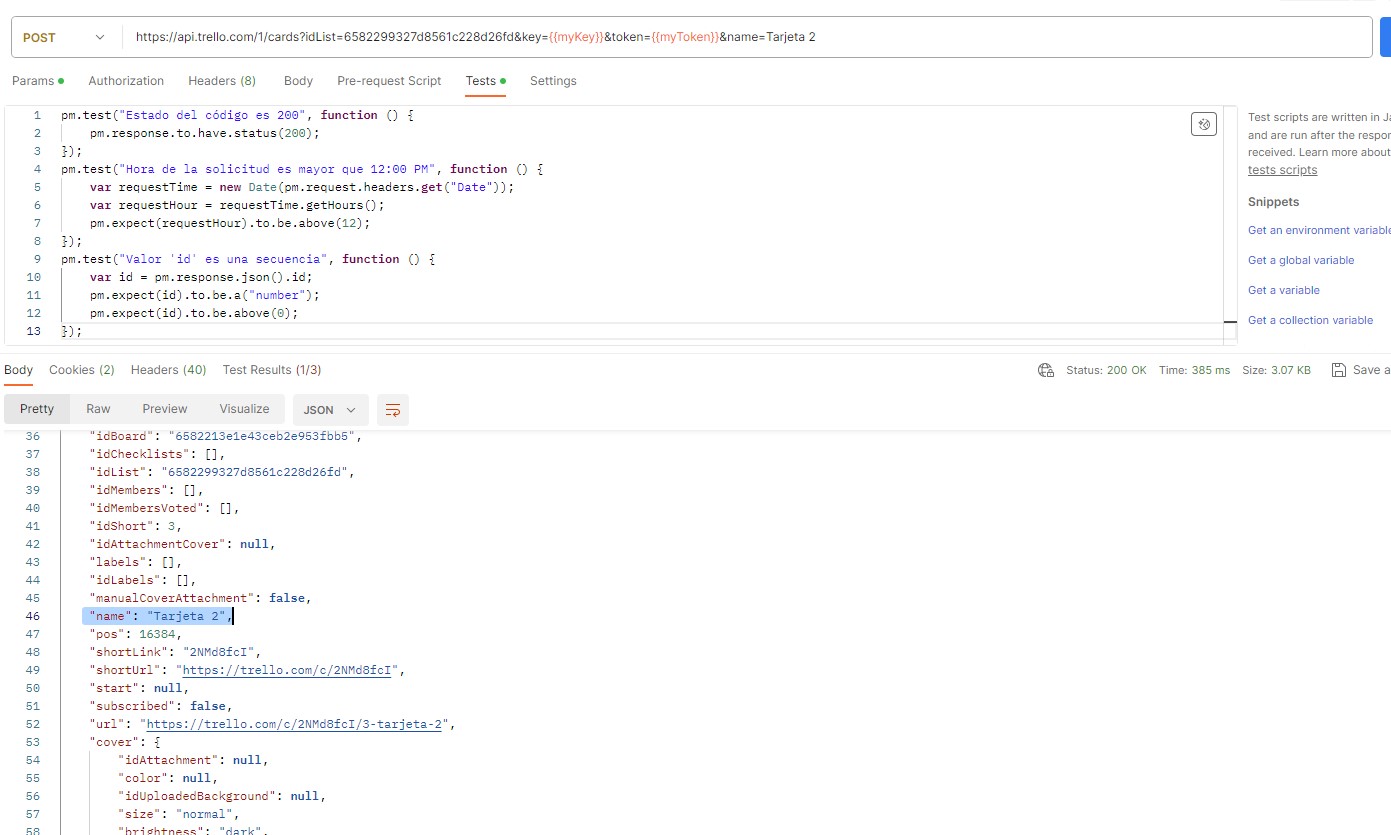 POST
https://api.trello.com/1/cards?idList=6582299327d8561c228d26fd&key={{myKey}}&token={{myToken}}&name=Tarjeta 2
Params Authorization Headers (8) Body Pre-request Script Tests Settings
1 pm.test("Estado del código es 200", function () {
2 pm.response.to.have.status(200);
3 });
4 pm.test("Hora de la solicitud es mayor que 12:00 PM", function () {
5 var requestTime = new Date(pm.request.headers.get("Date"));
6 var requestHour = requestTime.getHours();
7 pm.expect(requestHour).to.be.above(12);
8 });
9 pm.test("Valor 'id' es una secuencia", function () {
10 var id = pm.response.json().id;
11 pm.expect(id).to.be.a("number");
12 pm.expect(id).to.be.above(0);
13 });
Test scripts are written in Ja
and are run after the respor
received. Learn more about
tests scripts
Snippets
Get an environment variable
Get a global variable
Get a variable
Get a collection variable
Body Cookies (2) Headers (40) Test Results (1/3)
Status: 200 OK Time: 385 ms Size: 3.07 KB Save a
Pretty Raw Preview Visualize JSON
36 "idBoard": "6582213e1e43ceb2e953fbb5",
37 "idChecklists": [],
38 "idList": "6582299327d8561c228d26fd",
39 "idMembers": [],
40 "idMembersVoted": [],
41 "idShort": 3,
42 "idAttachmentCover": null,
43 "labels": [],
44 "idLabels": [],
45 "manualCoverAttachment": false,
46 "name": "Tarjeta 2",
47 "pos": 16384,
48 "shortLink": "2NMd8fcI",
49 "shortUrl": "https://trello.com/c/2NMd8fcI",
50 "start": null,
51 "subscribed": false,
52 "url": "https://trello.com/c/2NMd8fcI/3-tarjeta-2",
53 "cover": {
54 "idAttachment": null,
55 "color": null,
56 "idUploadedBackground": null,
57 "size": "normal",
58 "brightness": "dark",